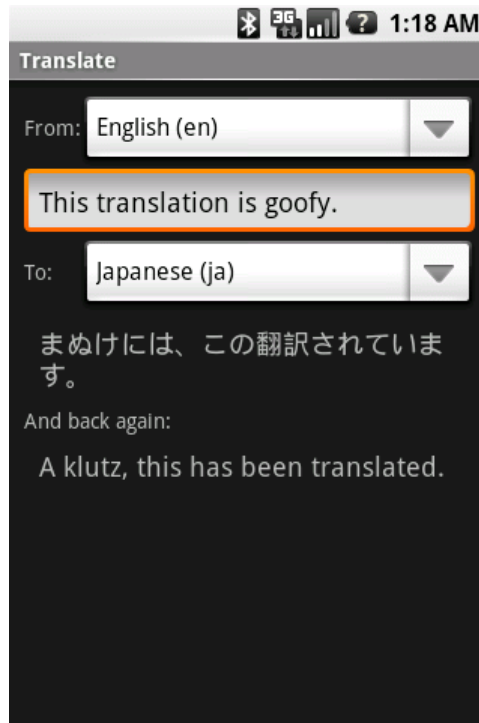 3G
? 1:18 AM
Translate
From: English (en)
This translation is goofy.
To: Japanese (ja)
まぬけには、この翻訳されていま
す。
And back again:
A klutz, this has been translated.